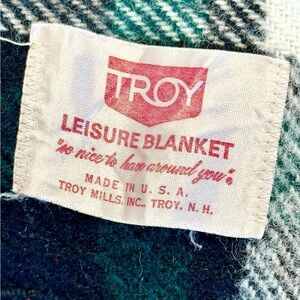 TROY
LEISURE BLANKET
"so nice to have around you"®
MADE IN U. S. A.
TROY MILLS, INC., TROY, N. H.